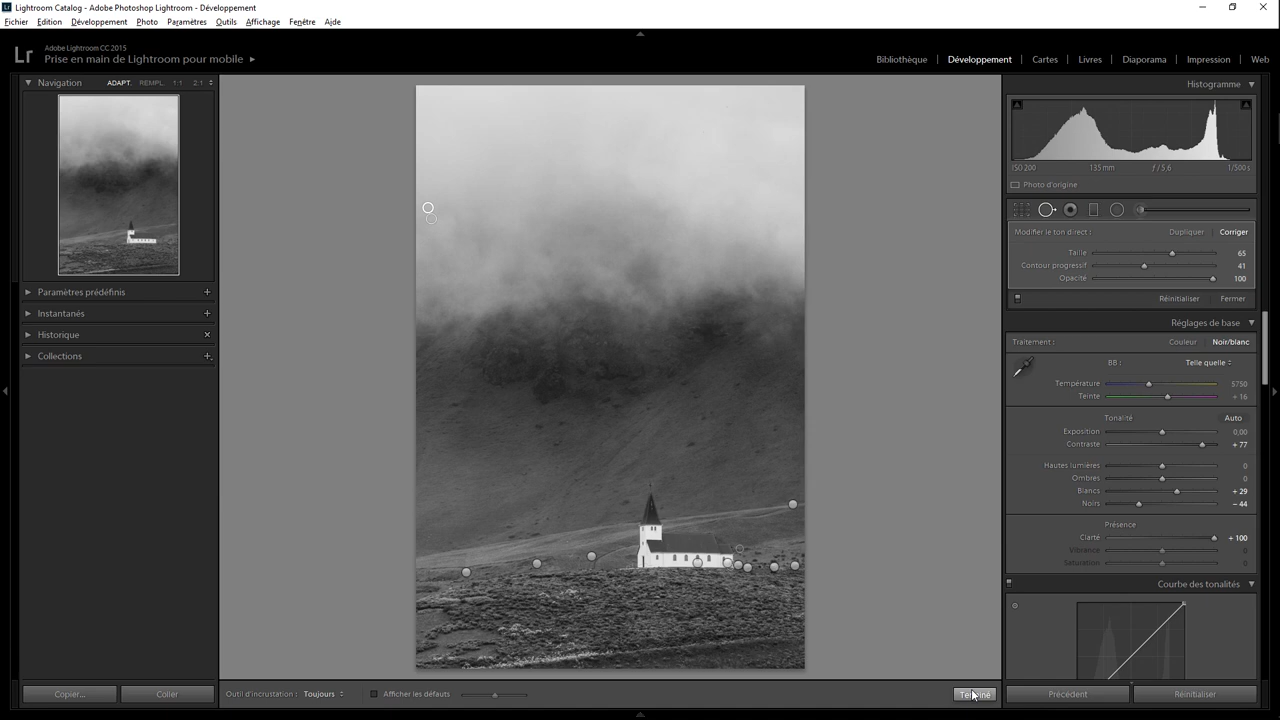 Lightroom Catalog - Adobe Photoshop Lightroom - Développement
Fichier Edition Développement Photo Paramètres Outils Affichage Fenêtre Aide
Lr
Adobe Lightroom CC 2015
Prise en main de Lightroom pour mobile
Bibliothèque Développement Cartes Livres Diaporama Impression Web
Navigation ADAPT. REMPL. 1:1 2:1
Paramètres prédéfinis
Instantanés
Historique
Collections
Copier... Coller
Outil d'incrustation : Toujours Afficher les défauts Terminé
Histogramme
ISO 200 135 mm ƒ / 5,6 1/500 s
Photo d'origine
Modifier le ton direct : Dupliquer Corriger
Taille 65
Contour progressif 41
Opacité 100
Réinitialiser Fermer
Réglages de base
Traitement : Couleur Noir/blanc
BB : Telle quelle
Température 5750
Teinte + 16
Tonalité Auto
Exposition 0,00
Contraste + 77
Hautes lumières 0
Ombres 0
Blancs + 29
Noirs − 44
Présence
Clarté + 100
Vibrance 0
Saturation 0
Courbe des tonalités
Précédent Réinitialiser